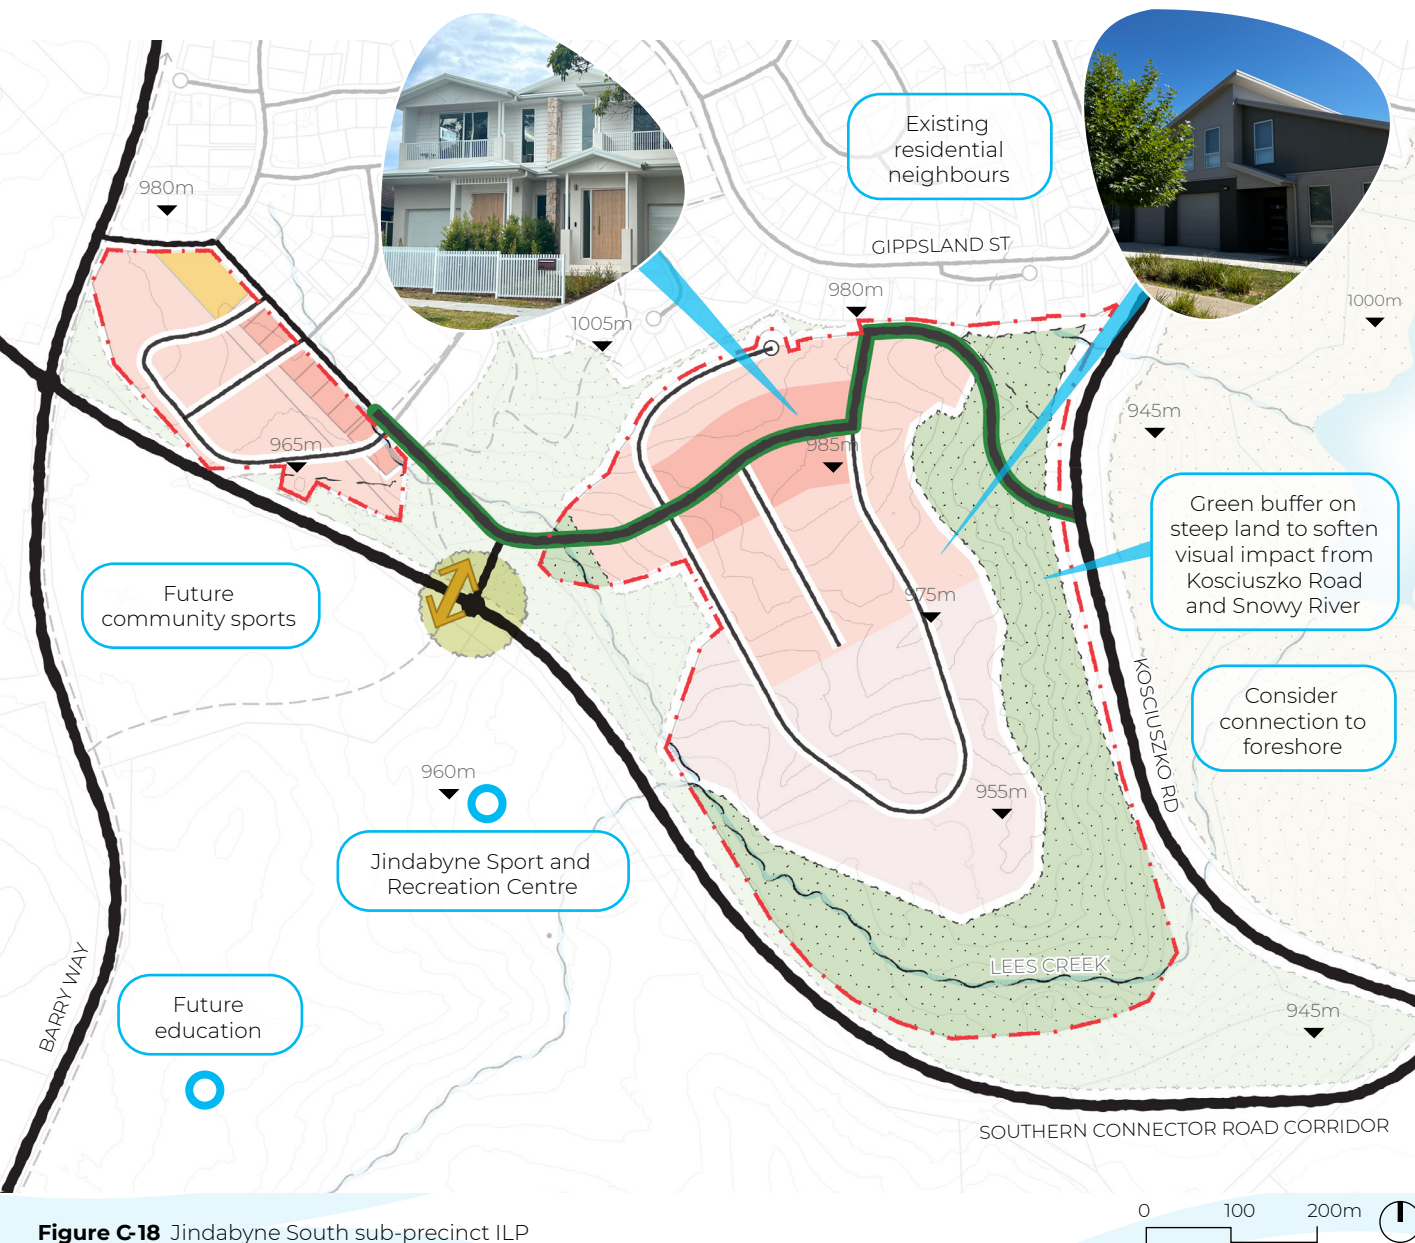 Existing
residential
neighbours
980m
GIPPSLAND ST
980m
1000m
1005m
945m
965m
985m
Green buffer on
steep land to soften
visual impact from
Kosciuszko Road
and Snowy River
Future
community sports
975m
KOSCIUSZKO RD
Consider
connection to
foreshore
960m
955m
Jindabyne Sport and
Recreation Centre
BARRY WAY
LEES CREEK
Future
education
945m
SOUTHERN CONNECTOR ROAD CORRIDOR
0 100 200m
Figure C-18 Jindabyne South sub-precinct ILP